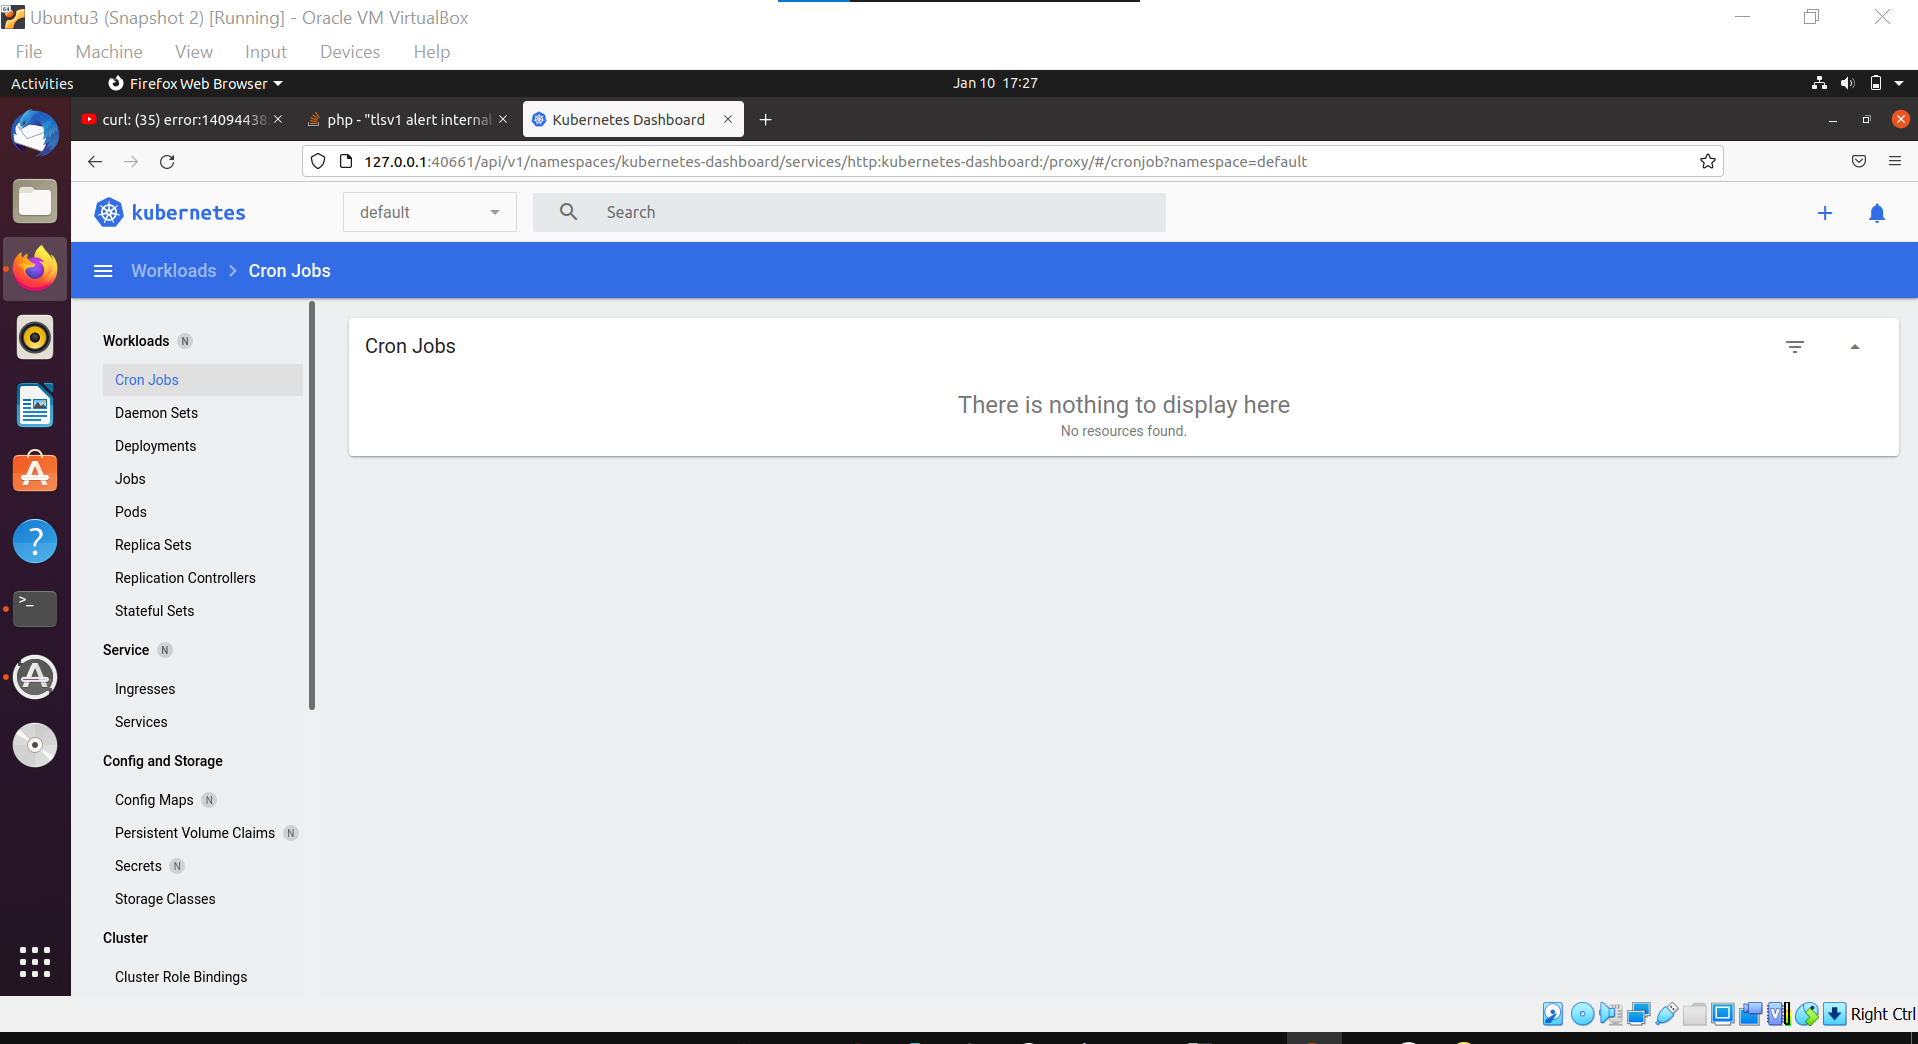 Ubuntu3 (Snapshot 2) [Running] - Oracle VM VirtualBox
File Machine View Input Devices Help
Activities Firefox Web Browser Jan 10 17:27
curl: (35) error:14094438: php - "tlsv1 alert internal Kubernetes Dashboard
127.0.0.1:40661/api/v1/namespaces/kubernetes-dashboard/services/http:kubernetes-dashboard:/proxy/#/cronjob?namespace=default
kubernetes default Search
Workloads Cron Jobs
Workloads N
Cron Jobs
Daemon Sets
Deployments
Jobs
Pods
Replica Sets
Replication Controllers
Stateful Sets
Service N
Ingresses
Services
Config and Storage
Config Maps N
Persistent Volume Claims N
Secrets N
Storage Classes
Cluster
Cluster Role Bindings
Cron Jobs
There is nothing to display here
No resources found.
Right Ctrl